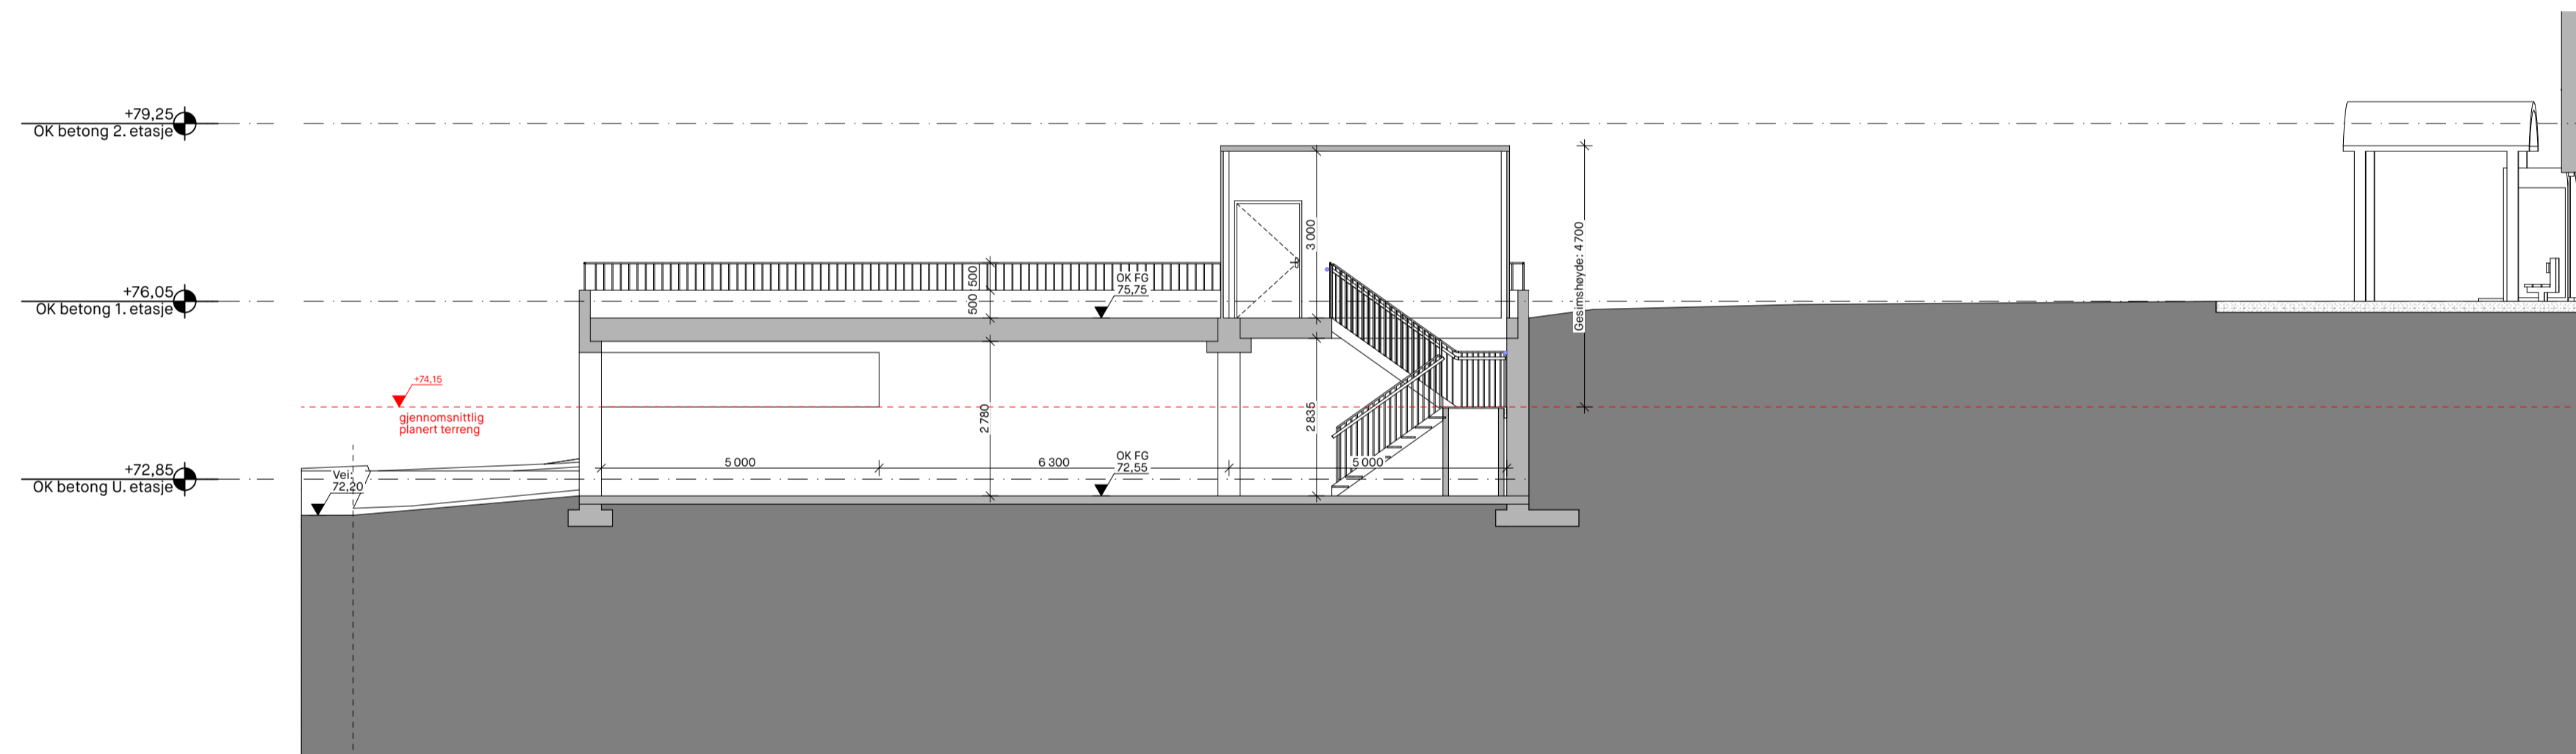 +79,25
OK betong 2. etasje
+76,05
OK betong 1. etasje
+72,85
OK betong U. etasje
+74,15
gjennomsnittlig
planert terreng
Vei:
72,20
500
500
OK FG
75,75
3 000
Gesimshøyde: 4 700
2 780
2 835
5 000
6 300
OK FG
72,55
5 000